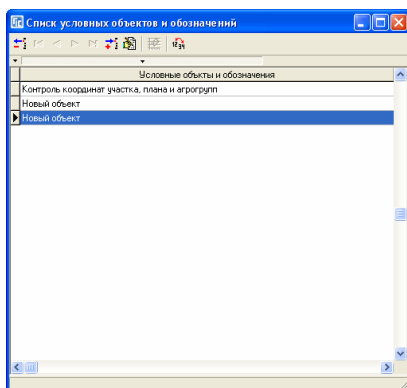 Список условных объектов и обозначений
Условные объкты и обозначения
Контроль координат участка, плана и агрогрупп
Новый объект
Новый объект